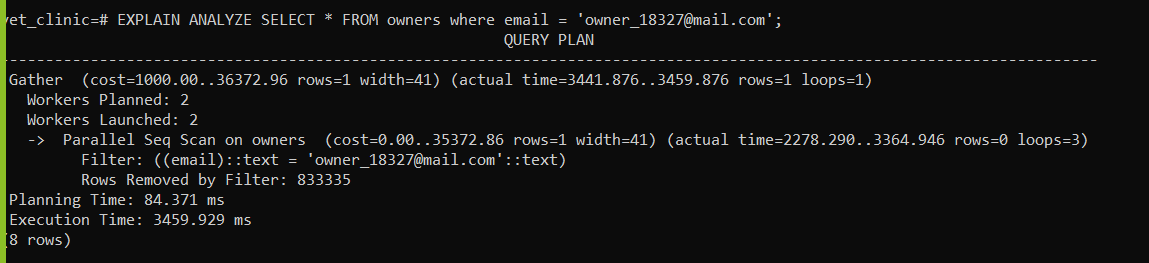 vet_clinic=# EXPLAIN ANALYZE SELECT * FROM owners where email = 'owner_18327@mail.com';
QUERY PLAN
-------------------------------------------------------------------------------------------------------------------------
Gather  (cost=1000.00..36372.96 rows=1 width=41) (actual time=3441.876..3459.876 rows=1 loops=1)
  Workers Planned: 2
  Workers Launched: 2
  ->  Parallel Seq Scan on owners  (cost=0.00..35372.86 rows=1 width=41) (actual time=2278.290..3364.946 rows=0 loops=3)
        Filter: ((email)::text = 'owner_18327@mail.com'::text)
        Rows Removed by Filter: 833335
Planning Time: 84.371 ms
Execution Time: 3459.929 ms
(8 rows)